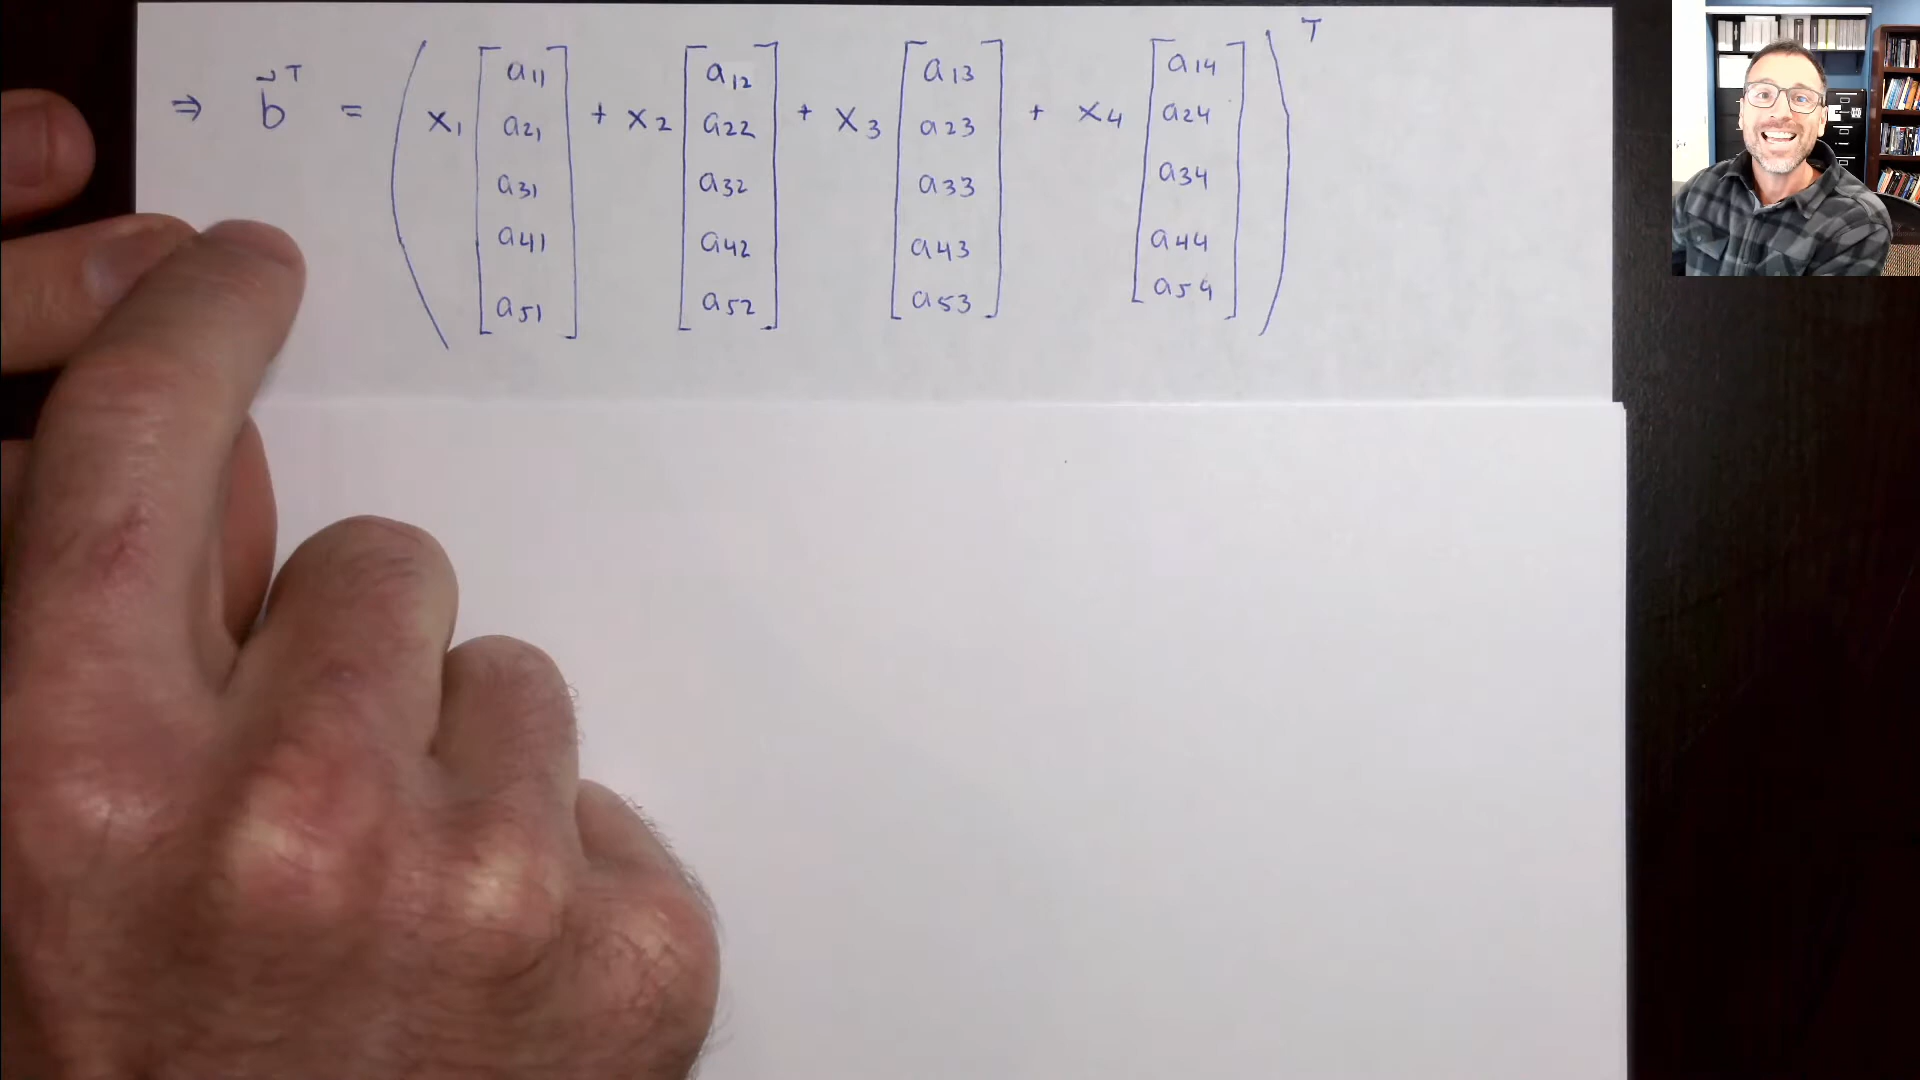 ⇒ b⃗ᵀ = ( x₁ [a₁₁ a₂₁ a₃₁ a₄₁ a₅₁] + x₂ [a₁₂ a₂₂ a₃₂ a₄₂ a₅₂] + x₃ [a₁₃ a₂₃ a₃₃ a₄₃ a₅₃] + x₄ [a₁₄ a₂₄ a₃₄ a₄₄ a₅₄] )ᵀ